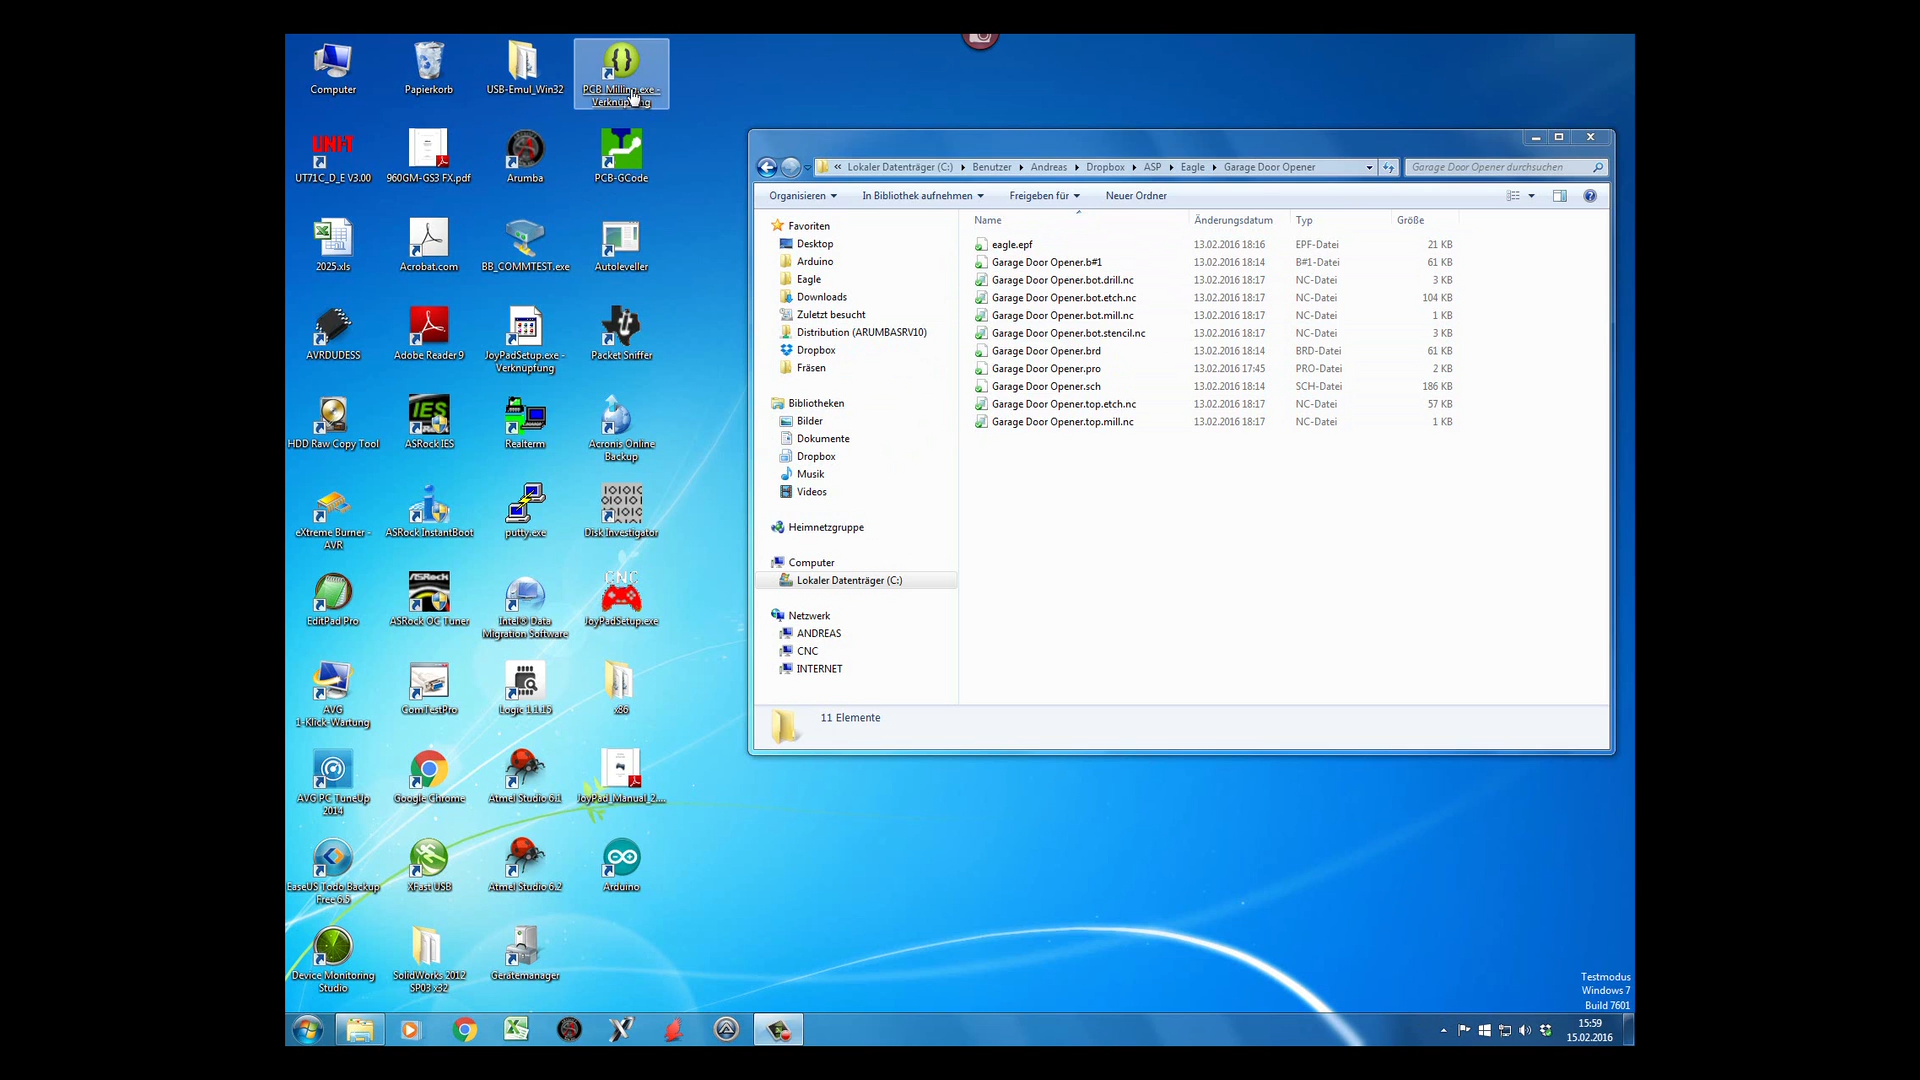 Computer
Papierkorb
USB-Emul_Win32
PCB_Milling.exe -
Verknüpfung
UNI-T
UT71C_D_E V3.00
960GM-GS3 FX.pdf
Arumba
PCB-GCode
2025.xls
Acrobat.com
BB_COMMTEST.exe
Autoleveller
AVRDUDESS
Adobe Reader 9
JoyPadSetup.exe -
Verknüpfung
Packet Sniffer
HDD Raw Copy Tool
IES
ASRock IES
Realterm
Acronis Online
Backup
eXtreme Burner -
AVR
ASRock InstantBoot
putty.exe
Disk Investigator
EditPad Pro
ASRock
ASRock OC Tuner
Intel® Data
Migration Software
CNC
JoyPadSetup.exe
AVG
1-Klick-Wartung
ComTestPro
Logic 1.1.15
x86
AVG PC TuneUp
2014
Google Chrome
Atmel Studio 6.1
JoyPad_Manual_2....
EaseUS Todo Backup
Free 6.5
XFast USB
Atmel Studio 6.2
Arduino
Device Monitoring
Studio
SolidWorks 2012
SP03 x32
Gerätemanager
« Lokaler Datenträger (C:) ▸ Benutzer ▸ Andreas ▸ Dropbox ▸ ASP ▸ Eagle ▸ Garage Door Opener
Garage Door Opener durchsuchen
Organisieren
In Bibliothek aufnehmen
Freigeben für
Neuer Ordner
Favoriten
Desktop
Arduino
Eagle
Downloads
Zuletzt besucht
Distribution (ARUMBASRV10)
Dropbox
Fräsen
Bibliotheken
Bilder
Dokumente
Dropbox
Musik
Videos
Heimnetzgruppe
Computer
Lokaler Datenträger (C:)
Netzwerk
ANDREAS
CNC
INTERNET
Name Änderungsdatum Typ Größe
eagle.epf 13.02.2016 18:16 EPF-Datei 21 KB
Garage Door Opener.b#1 13.02.2016 18:14 B#1-Datei 61 KB
Garage Door Opener.bot.drill.nc 13.02.2016 18:17 NC-Datei 3 KB
Garage Door Opener.bot.etch.nc 13.02.2016 18:17 NC-Datei 104 KB
Garage Door Opener.bot.mill.nc 13.02.2016 18:17 NC-Datei 1 KB
Garage Door Opener.bot.stencil.nc 13.02.2016 18:17 NC-Datei 3 KB
Garage Door Opener.brd 13.02.2016 18:14 BRD-Datei 61 KB
Garage Door Opener.pro 13.02.2016 17:45 PRO-Datei 2 KB
Garage Door Opener.sch 13.02.2016 18:14 SCH-Datei 186 KB
Garage Door Opener.top.etch.nc 13.02.2016 18:17 NC-Datei 57 KB
Garage Door Opener.top.mill.nc 13.02.2016 18:17 NC-Datei 1 KB
11 Elemente
Testmodus
Windows 7
Build 7601
15:59
15.02.2016